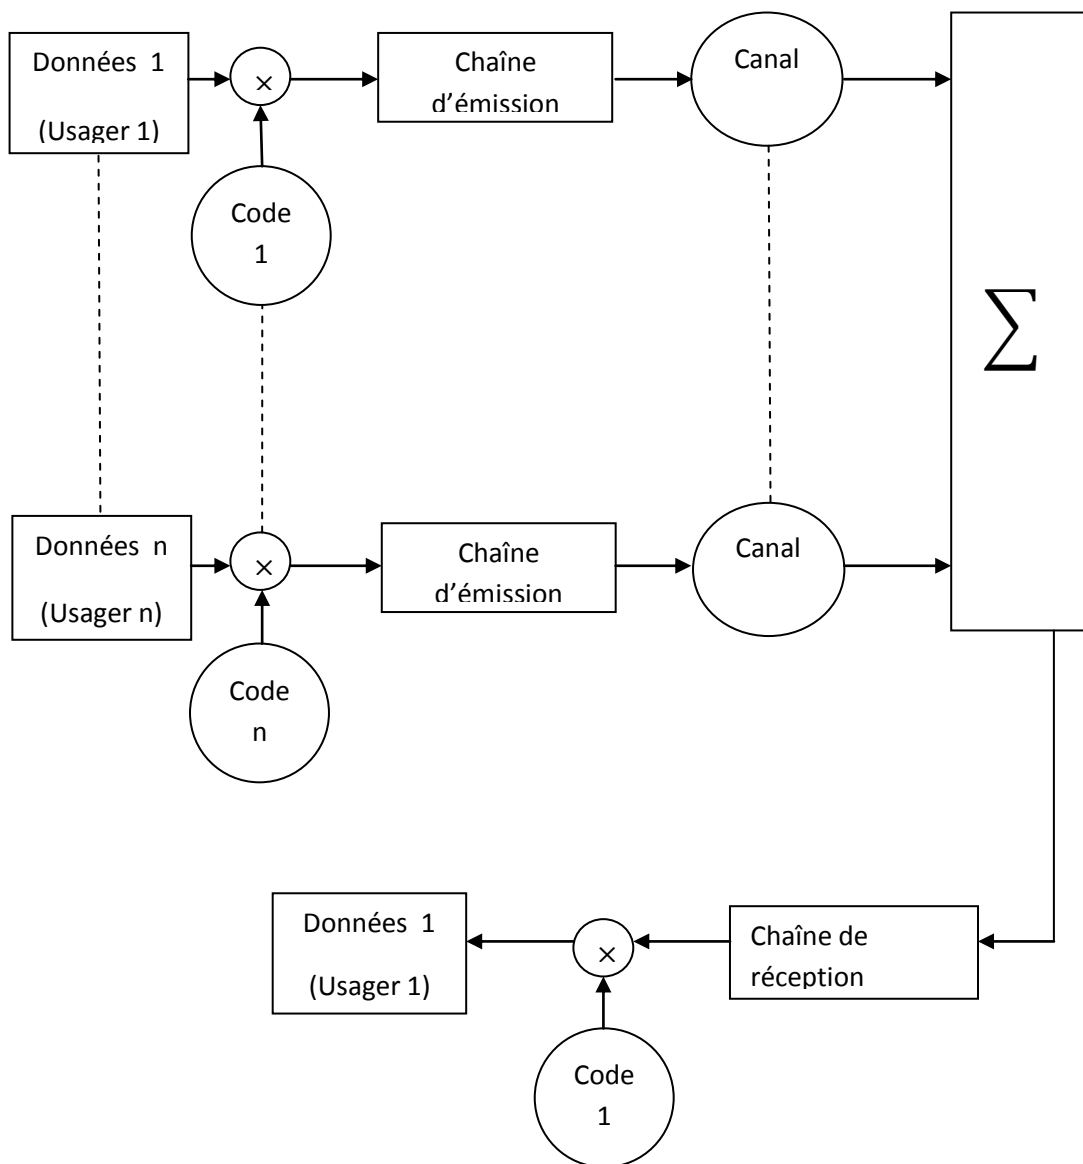 Données 1
(Usager 1)
×
Chaîne
d’émission
Canal
Code
1
∑
Données n
(Usager n)
×
Chaîne
d’émission
Canal
Code
n
Données 1
(Usager 1)
×
Chaîne de
réception
Code
1